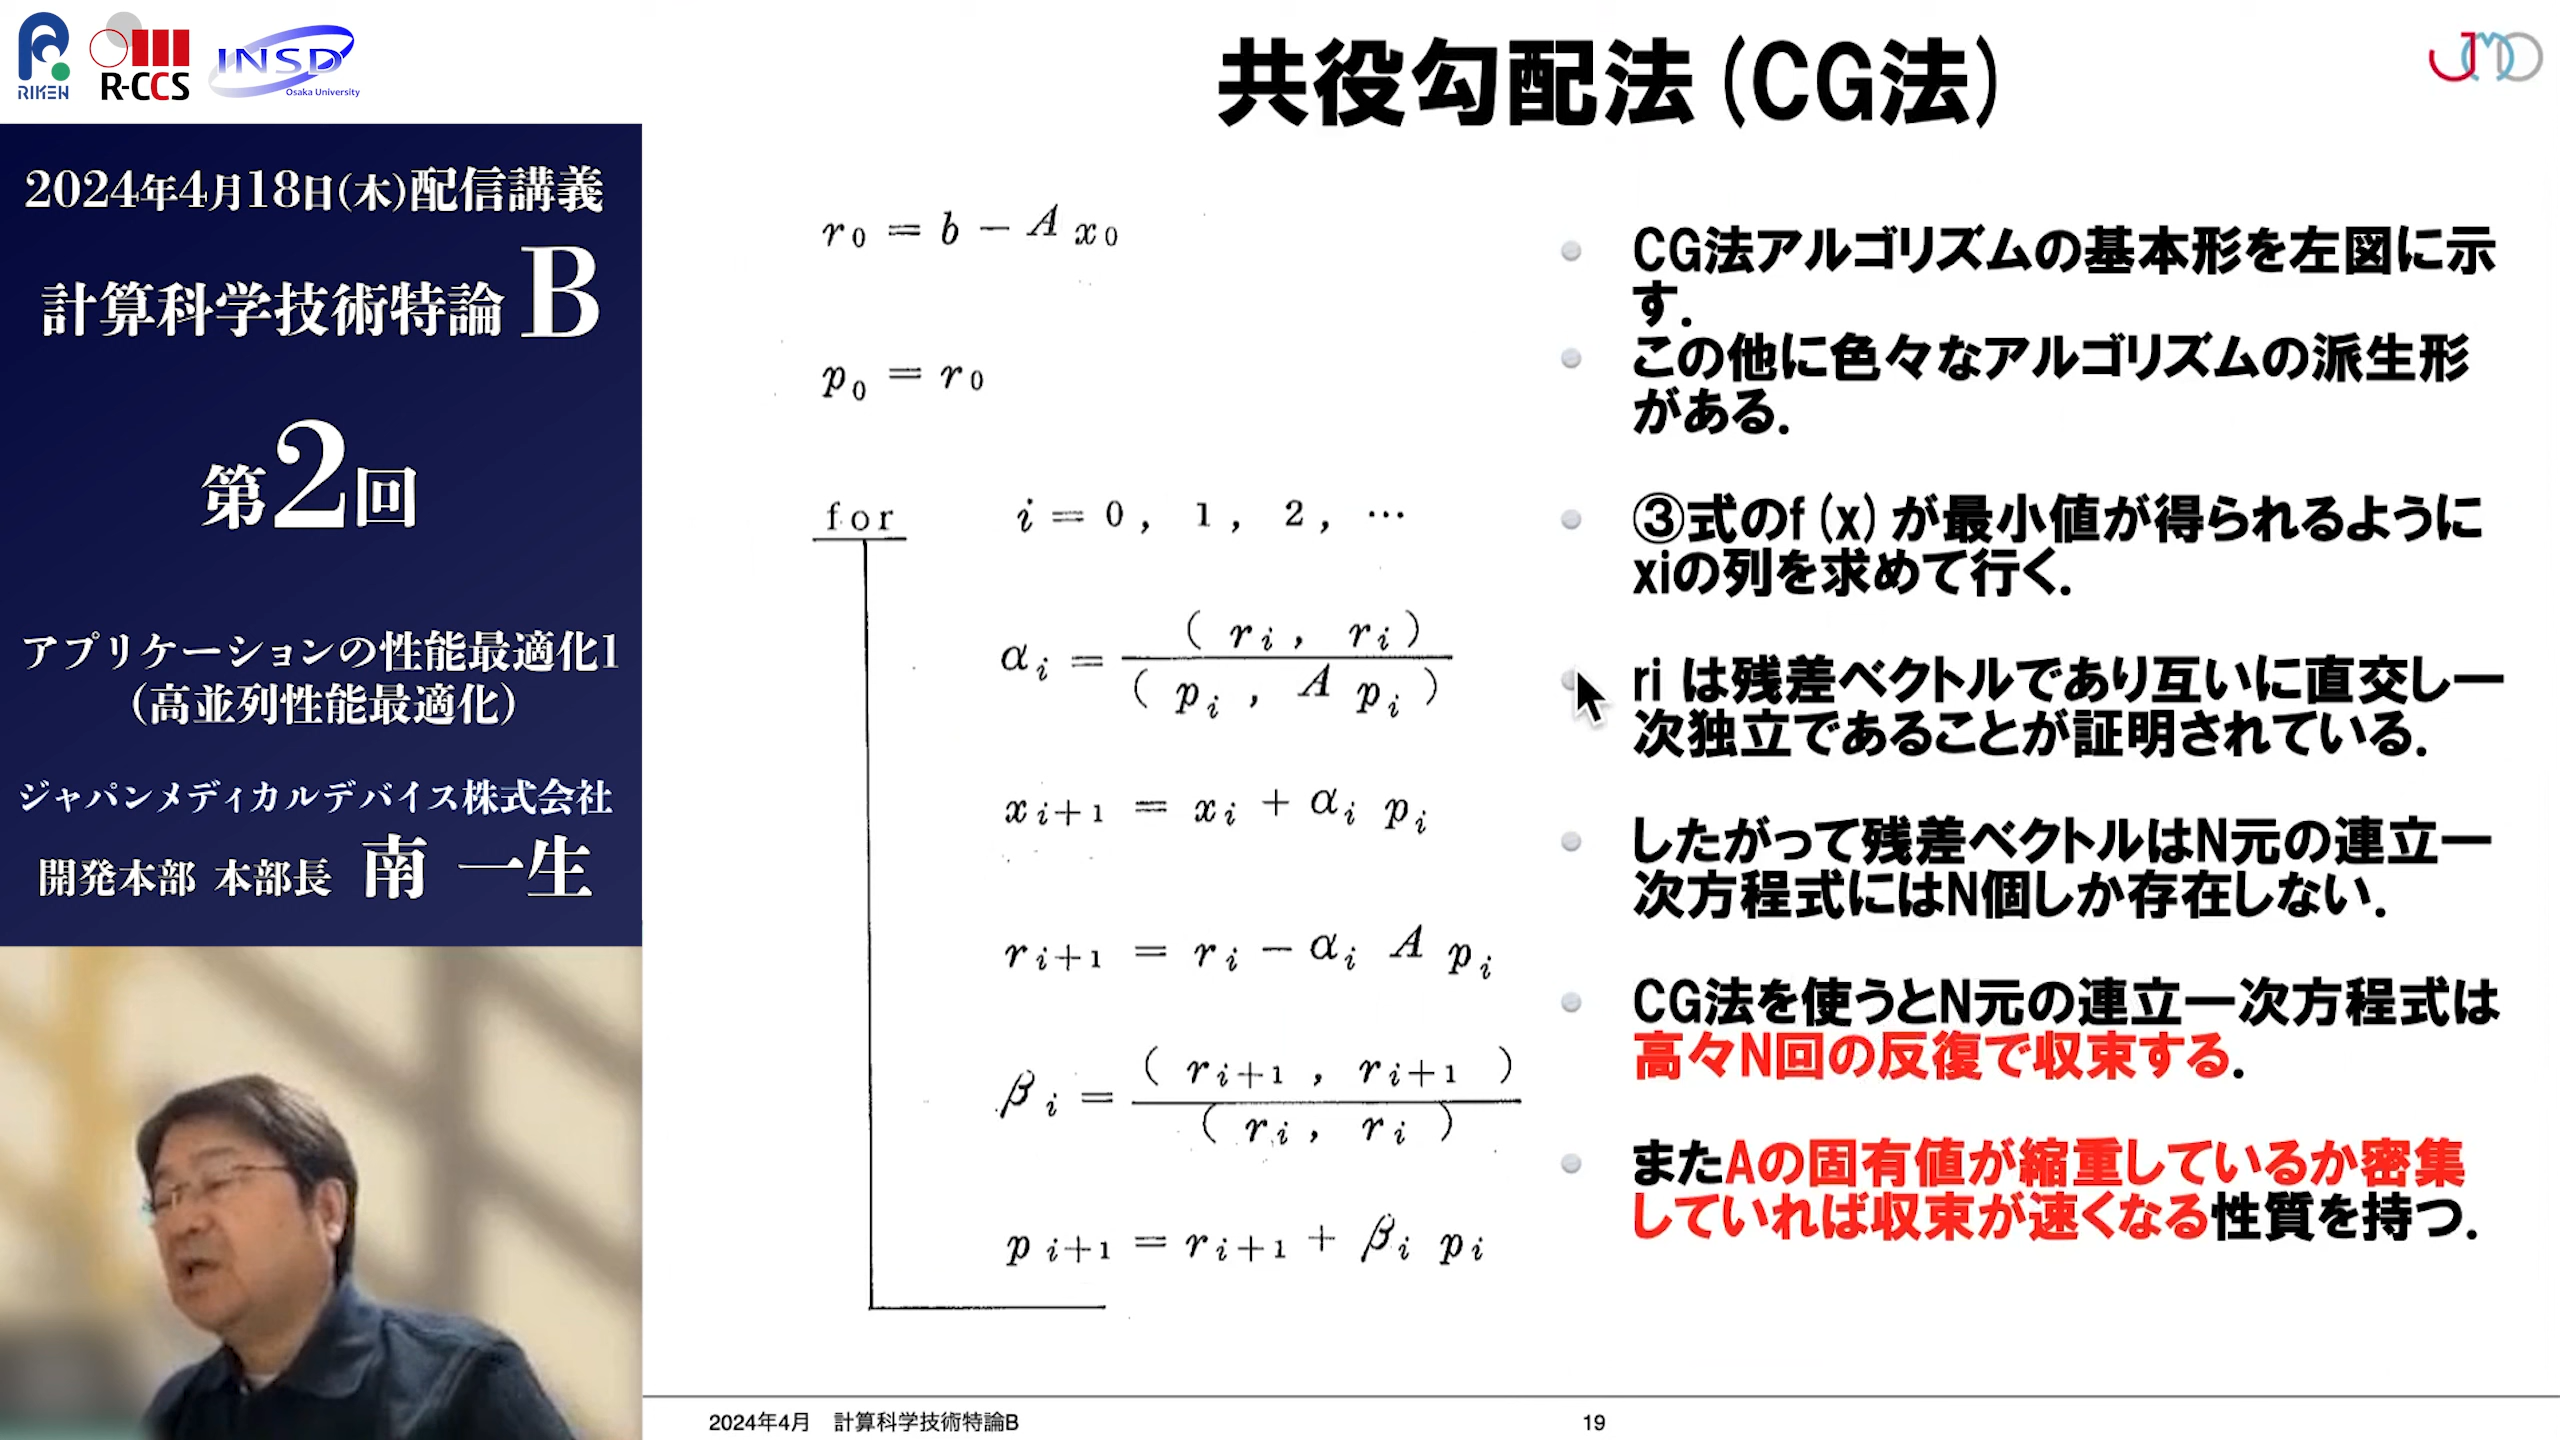 RIKEN
R-CCS
INSD
Osaka University
2024年4月18日(木)配信講義
計算科学技術特論 B
第2回
アプリケーションの性能最適化1
(高並列性能最適化)
ジャパンメディカルデバイス株式会社
開発本部 本部長 南 一生
共役勾配法(CG法)
JMD
r0 = b − A x0
p0 = r0
for i = 0, 1, 2, ⋯
αi = (ri, ri) / (pi, A pi)
xi+1 = xi + αi pi
ri+1 = ri − αi A pi
βi = (ri+1, ri+1) / (ri, ri)
pi+1 = ri+1 + βi pi
CG法アルゴリズムの基本形を左図に示
す.
この他に色々なアルゴリズムの派生形
がある.
③式のf(x)が最小値が得られるように
xiの列を求めて行く.
ri は残差ベクトルであり互いに直交し一
次独立であることが証明されている.
したがって残差ベクトルはN元の連立一
次方程式にはN個しか存在しない.
CG法を使うとN元の連立一次方程式は
高々N回の反復で収束する.
またAの固有値が縮重しているか密集
していれば収束が速くなる性質を持つ.
2024年4月 計算科学技術特論B
19